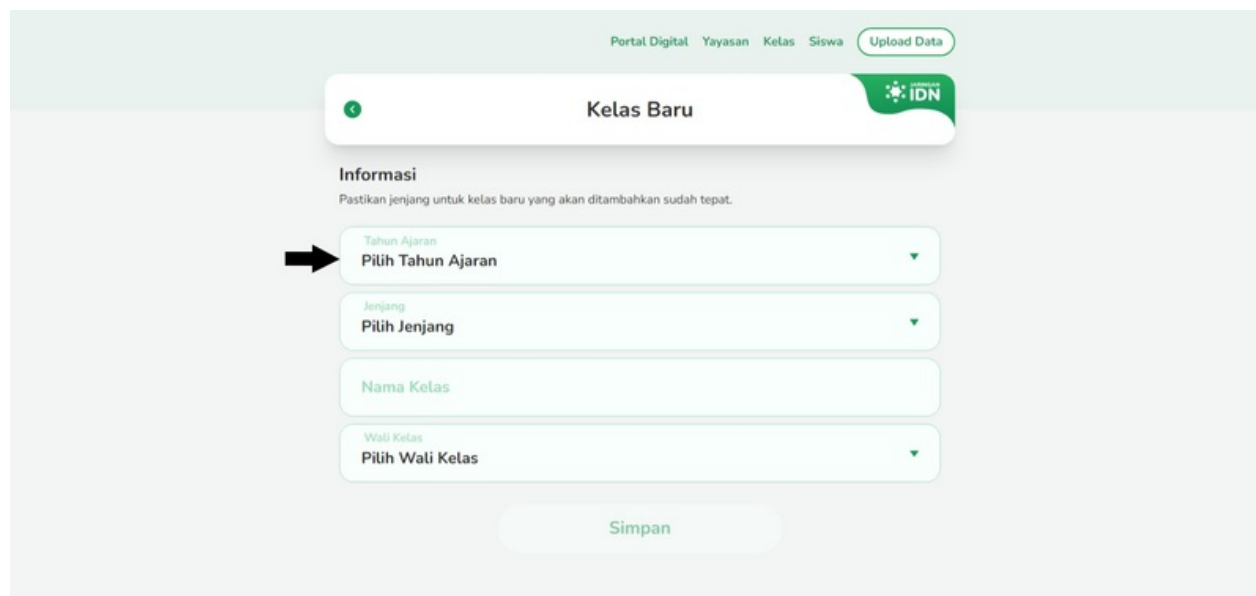 Portal Digital Yayasan Kelas Siswa Upload Data
JARINGAN
IDN
Kelas Baru
Informasi
Pastikan jenjang untuk kelas baru yang akan ditambahkan sudah tepat.
Tahun Ajaran
Pilih Tahun Ajaran
Jenjang
Pilih Jenjang
Nama Kelas
Wali Kelas
Pilih Wali Kelas
Simpan